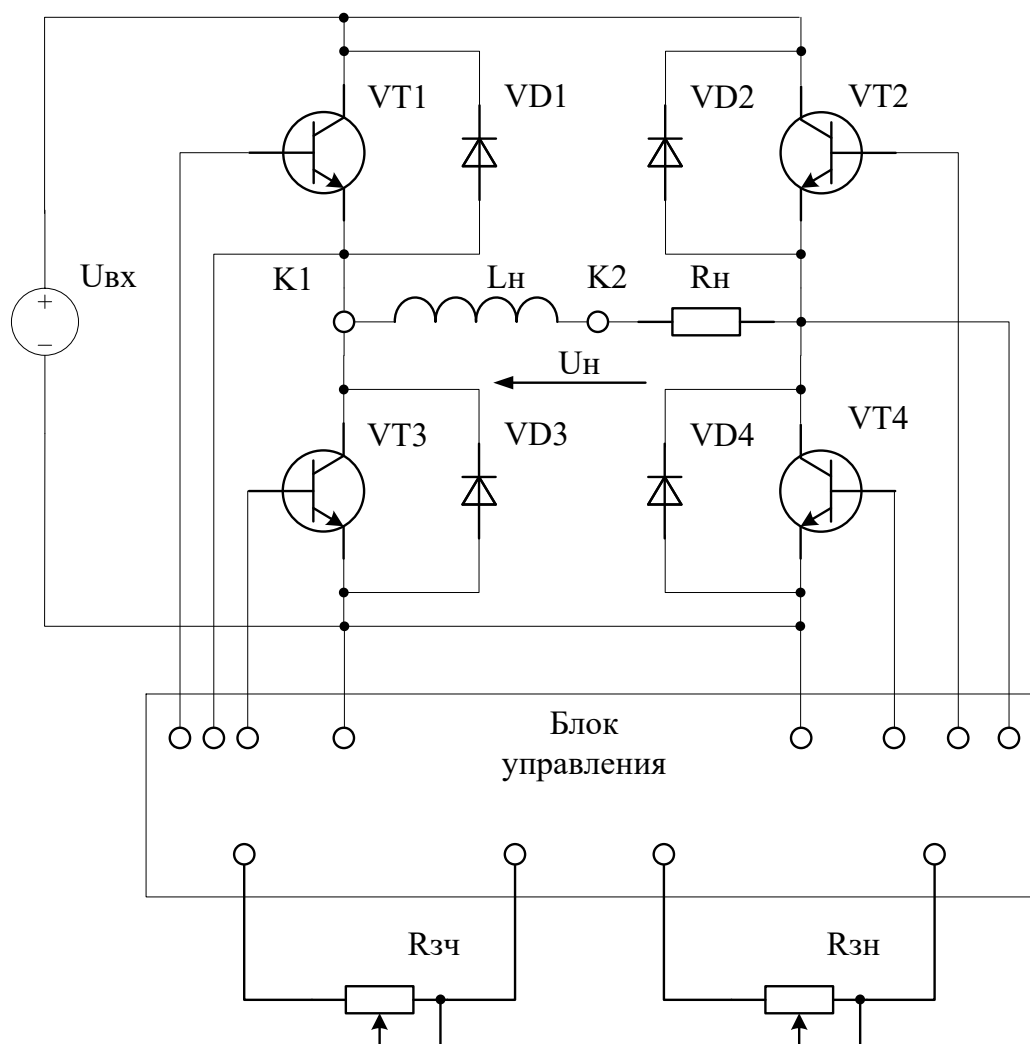 VT1
VD1
VD2
VT2
Uвх
K1
Lн
K2
Rн
+
−
Uн
VT3
VD3
VD4
VT4
Блок
управления
Rзч
Rзн